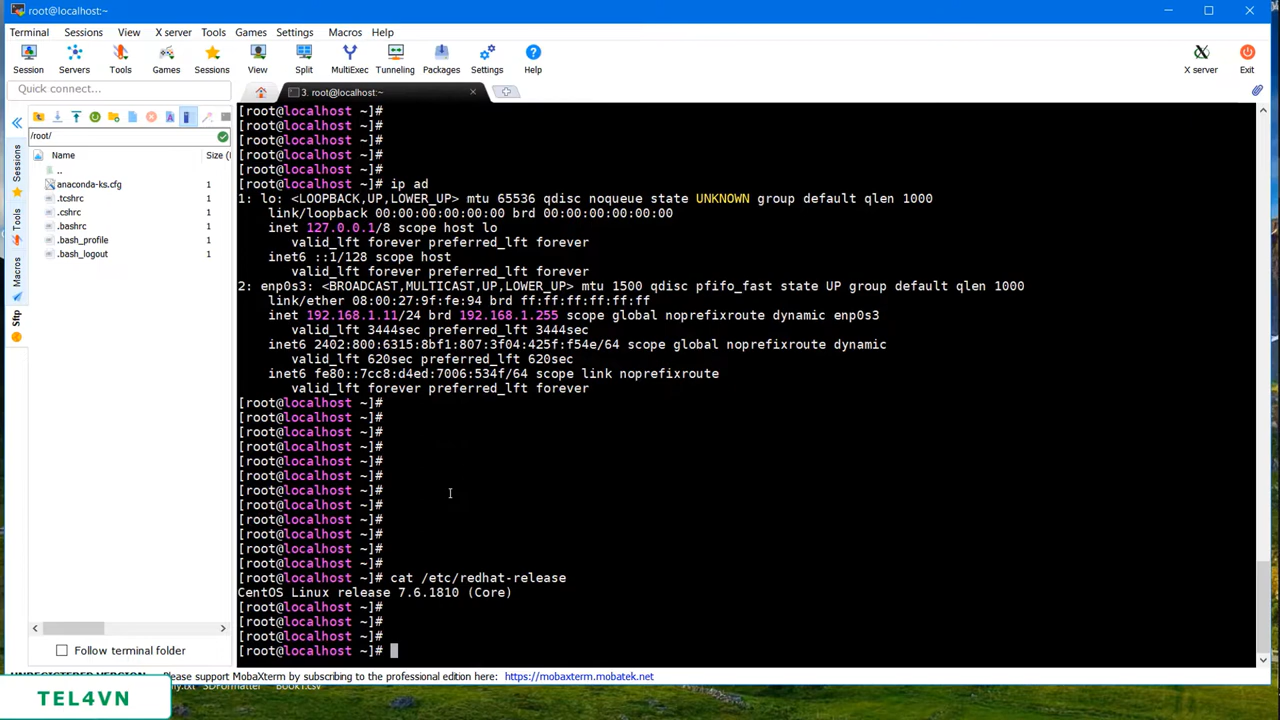 root@localhost:~
Terminal Sessions View X server Tools Games Settings Macros Help
Session Servers Tools Games Sessions View Split MultiExec Tunneling Packages Settings Help X server Exit
Quick connect...
3. root@localhost:~
/root/
Name Size (
..
anaconda-ks.cfg 1
.tcshrc 1
.cshrc 1
.bashrc 1
.bash_profile 1
.bash_logout 1
Sessions
Tools
Macros
Sftp
Follow terminal folder
[root@localhost ~]#
[root@localhost ~]#
[root@localhost ~]#
[root@localhost ~]#
[root@localhost ~]#
[root@localhost ~]# ip ad
1: lo: <LOOPBACK,UP,LOWER_UP> mtu 65536 qdisc noqueue state UNKNOWN group default qlen 1000
link/loopback 00:00:00:00:00:00 brd 00:00:00:00:00:00
inet 127.0.0.1/8 scope host lo
valid_lft forever preferred_lft forever
inet6 ::1/128 scope host
valid_lft forever preferred_lft forever
2: enp0s3: <BROADCAST,MULTICAST,UP,LOWER_UP> mtu 1500 qdisc pfifo_fast state UP group default qlen 1000
link/ether 08:00:27:9f:fe:94 brd ff:ff:ff:ff:ff:ff
inet 192.168.1.11/24 brd 192.168.1.255 scope global noprefixroute dynamic enp0s3
valid_lft 3444sec preferred_lft 3444sec
inet6 2402:800:6315:8bf1:807:3f04:425f:f54e/64 scope global noprefixroute dynamic
valid_lft 620sec preferred_lft 620sec
inet6 fe80::7cc8:d4ed:7006:534f/64 scope link noprefixroute
valid_lft forever preferred_lft forever
[root@localhost ~]#
[root@localhost ~]#
[root@localhost ~]#
[root@localhost ~]#
[root@localhost ~]#
[root@localhost ~]#
[root@localhost ~]#
[root@localhost ~]#
[root@localhost ~]#
[root@localhost ~]#
[root@localhost ~]#
[root@localhost ~]#
[root@localhost ~]# cat /etc/redhat-release
CentOS Linux release 7.6.1810 (Core)
[root@localhost ~]#
[root@localhost ~]#
[root@localhost ~]#
[root@localhost ~]#
Please support MobaXterm by subscribing to the professional edition here: https://mobaxterm.mobatek.net
TEL4VN